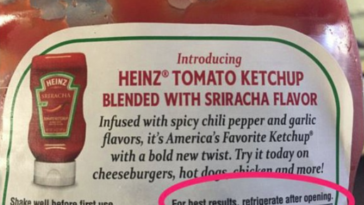 Introducing
HEINZ® TOMATO KETCHUP
BLENDED WITH SRIRACHA FLAVOR
Infused with spicy chili pepper and garlic
flavors, it's America's Favorite Ketchup®
with a bold new twist. Try it today on
cheeseburgers, hot dogs, chicken and more!
HEINZ
SRIRACHA
Shake well before first use
For best results, refrigerate after opening.